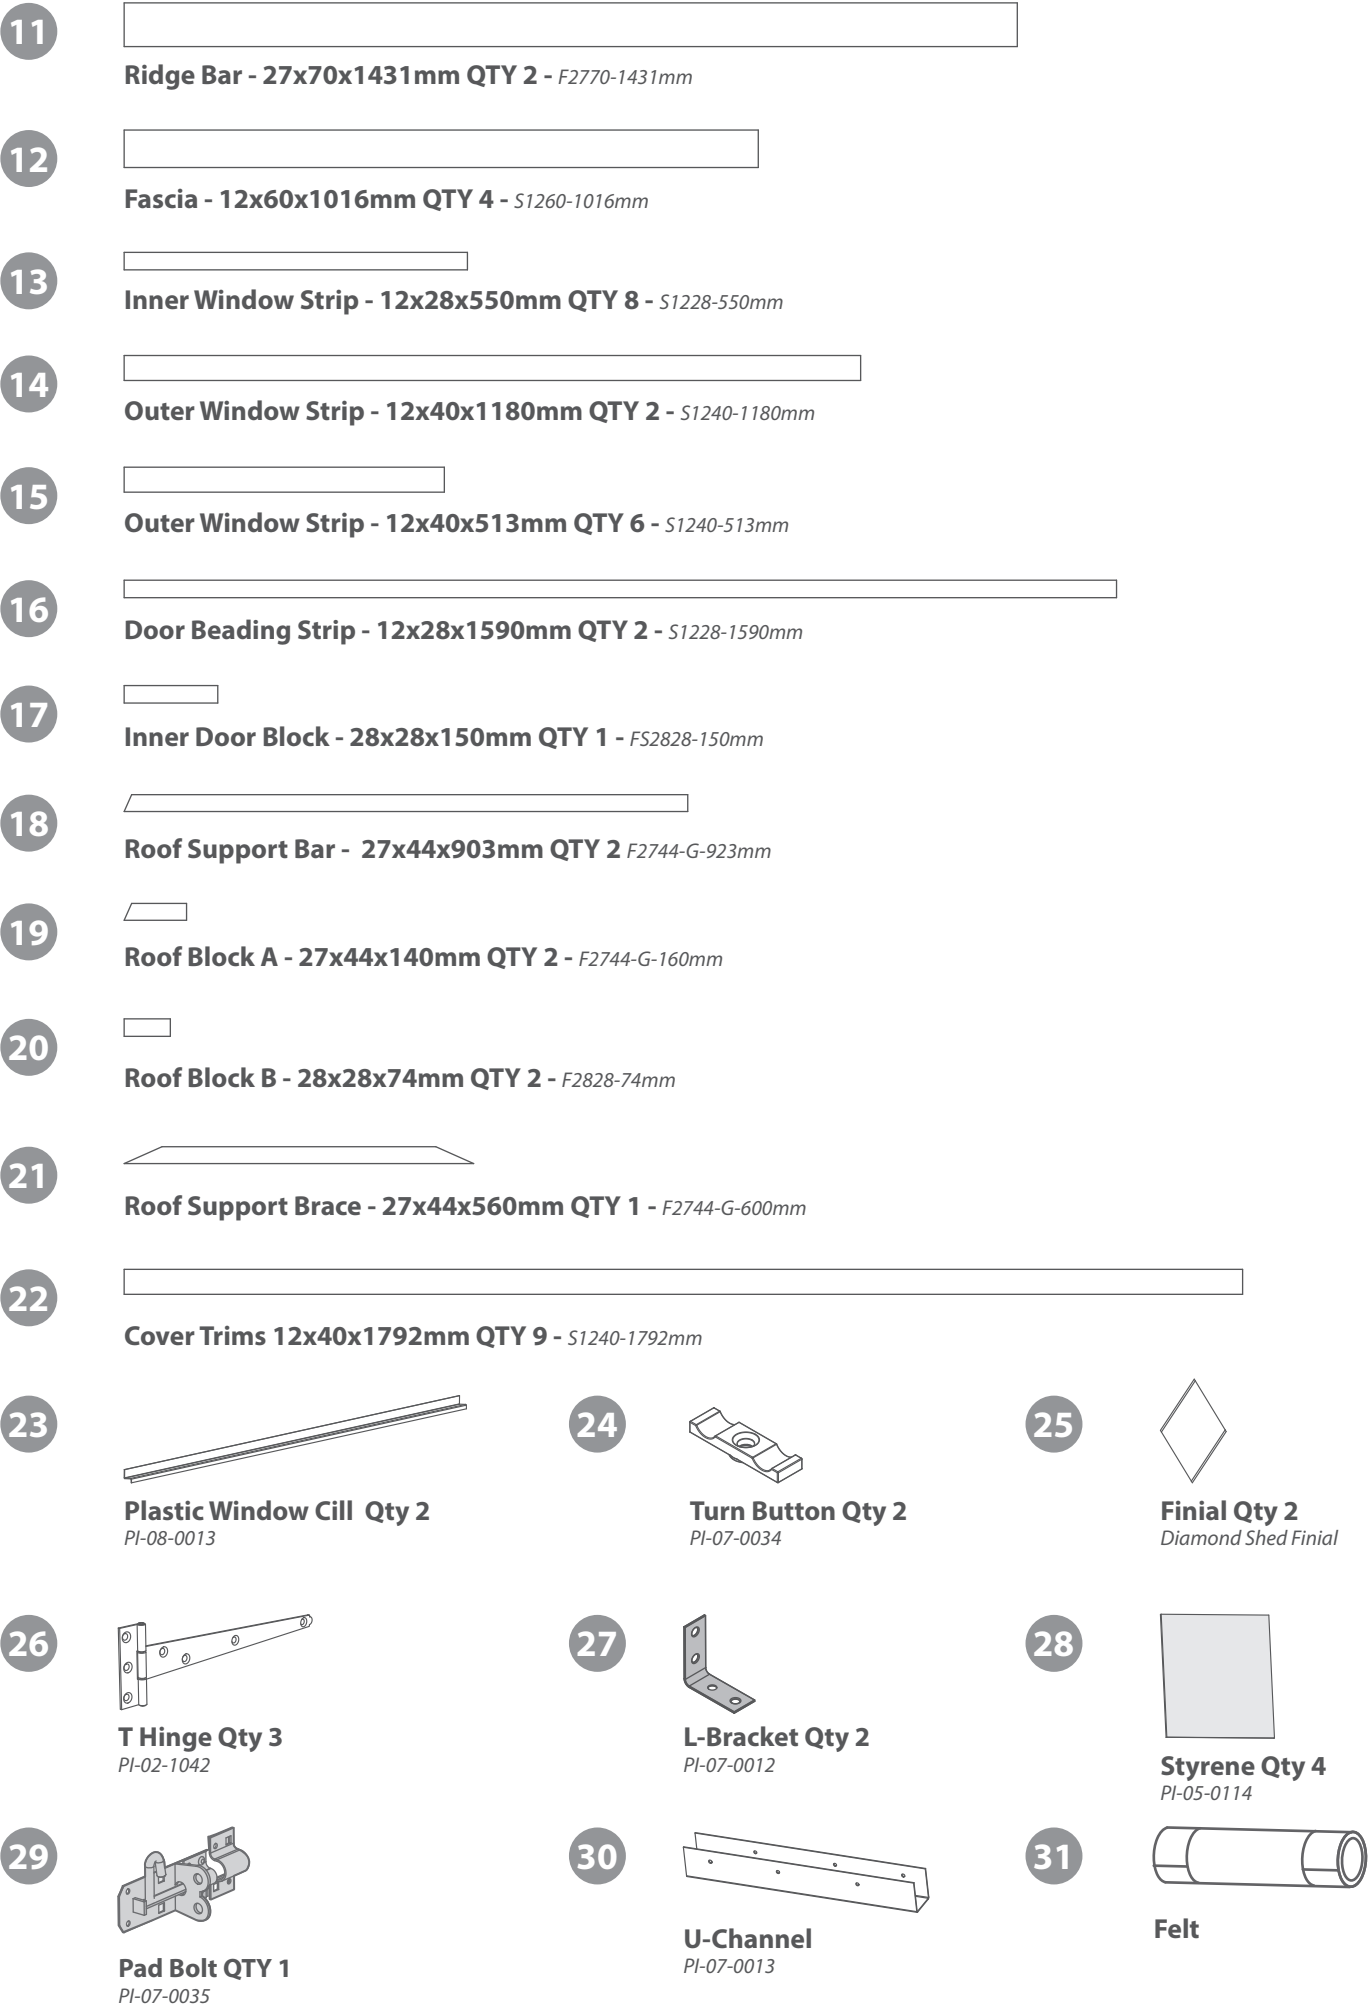 11
Ridge Bar - 27x70x1431mm QTY 2 - F2770-1431mm
12
Fascia - 12x60x1016mm QTY 4 - S1260-1016mm
13
Inner Window Strip - 12x28x550mm QTY 8 - S1228-550mm
14
Outer Window Strip - 12x40x1180mm QTY 2 - S1240-1180mm
15
Outer Window Strip - 12x40x513mm QTY 6 - S1240-513mm
16
Door Beading Strip - 12x28x1590mm QTY 2 - S1228-1590mm
17
Inner Door Block - 28x28x150mm QTY 1 - FS2828-150mm
18
Roof Support Bar - 27x44x903mm QTY 2 F2744-G-923mm
19
Roof Block A - 27x44x140mm QTY 2 - F2744-G-160mm
20
Roof Block B - 28x28x74mm QTY 2 - F2828-74mm
21
Roof Support Brace - 27x44x560mm QTY 1 - F2744-G-600mm
22
Cover Trims 12x40x1792mm QTY 9 - S1240-1792mm
23
Plastic Window Cill Qty 2
PI-08-0013
24
Turn Button Qty 2
PI-07-0034
25
Finial Qty 2
Diamond Shed Finial
26
T Hinge Qty 3
PI-02-1042
27
L-Bracket Qty 2
PI-07-0012
28
Styrene Qty 4
PI-05-0114
29
Pad Bolt QTY 1
PI-07-0035
30
U-Channel
PI-07-0013
31
Felt